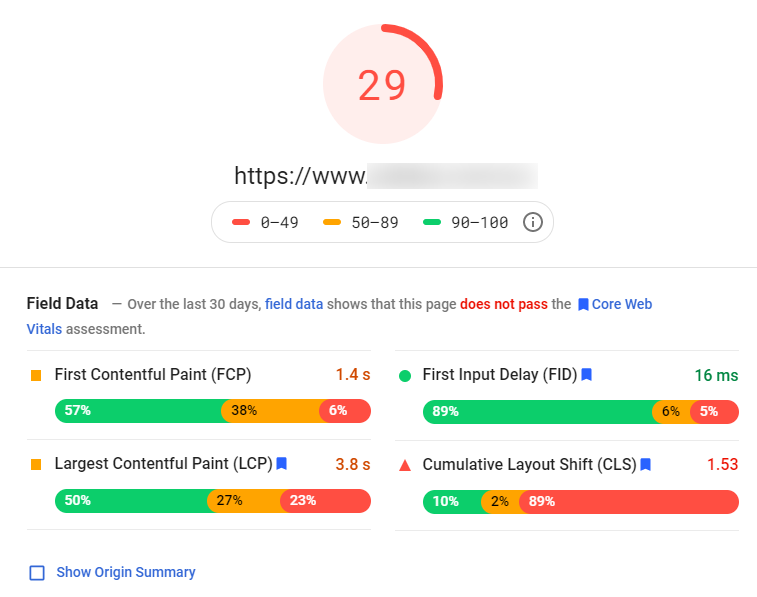 29
https://www.
0–49 50–89 90–100
Field Data — Over the last 30 days, field data shows that this page does not pass the Core Web
Vitals assessment.
First Contentful Paint (FCP) 1.4 s
57% 38% 6%
First Input Delay (FID) 16 ms
89% 6% 5%
Largest Contentful Paint (LCP) 3.8 s
50% 27% 23%
Cumulative Layout Shift (CLS) 1.53
10% 2% 89%
Show Origin Summary